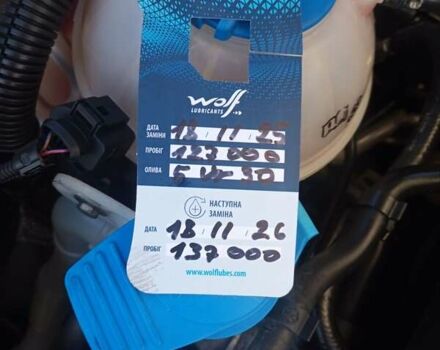 wolf
LUBRICANTS
ДАТА ЗАМІНИ 18 11 25
ПРОБІГ 127 000
ОЛИВА 5W-30
НАСТУПНА ЗАМІНА
ДАТА 18 11 26
ПРОБІГ 137 000
www.wolflubes.com